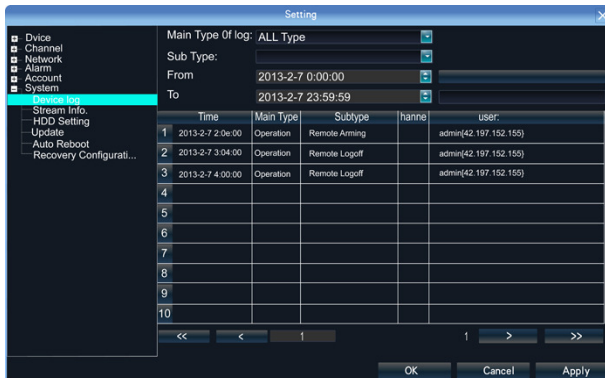 Setting
X
Dvice
Channel
Network
Alarm
Account
System
Device log
Stream Info.
HDD Setting
Update
Auto Reboot
Recovery Configurati...
Main Type 0f log: ALL Type
Sub Type:
From 2013-2-7 0:00:00
To 2013-2-7 23:59:59
Time Main Type Subtype hanne user:
1 2013-2-7 2:0e:00 Operation Remote Arming admin{42.197.152.155}
2 2013-2-7 3:04:00 Operation Remote Logoff admin{42.197.152.155}
3 2013-2-7 4:00:00 Operation Remote Logoff admin{42.197.152.155}
4
5
6
7
8
9
10
<< < 1 1 > >>
OK Cancel Apply